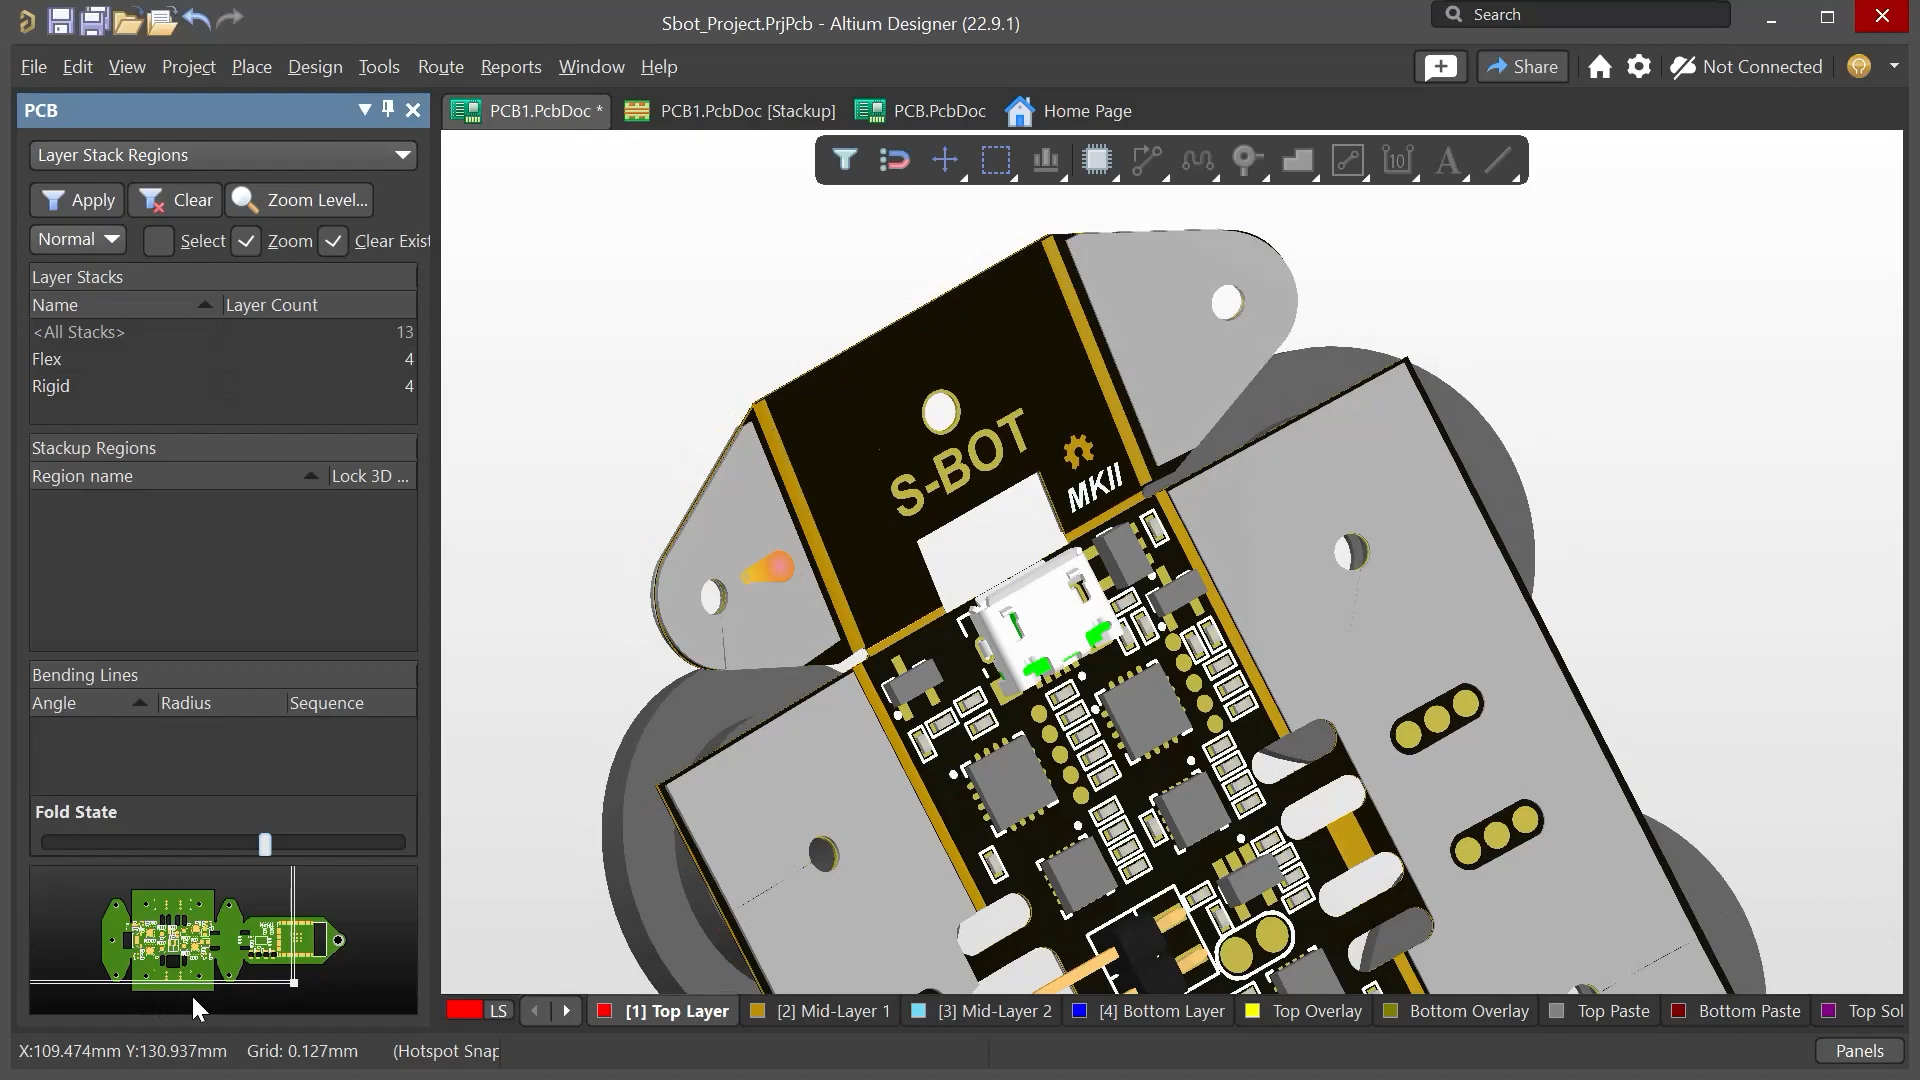 Sbot_Project.PrjPcb - Altium Designer (22.9.1)
Search
File Edit View Project Place Design Tools Route Reports Window Help
Share
Not Connected
PCB
PCB1.PcbDoc *
PCB1.PcbDoc [Stackup]
PCB.PcbDoc
Home Page
Layer Stack Regions
Apply
Clear
Zoom Level...
Normal
Select
Zoom
Clear Exist
Layer Stacks
Name
Layer Count
<All Stacks> 13
Flex 4
Rigid 4
Stackup Regions
Region name
Lock 3D ...
Bending Lines
Angle
Radius
Sequence
Fold State
10
A
S-BOT
MKII
LS
[1] Top Layer
[2] Mid-Layer 1
[3] Mid-Layer 2
[4] Bottom Layer
Top Overlay
Bottom Overlay
Top Paste
Bottom Paste
Top Sol
X:109.474mm Y:130.937mm
Grid: 0.127mm
(Hotspot Snap
Panels